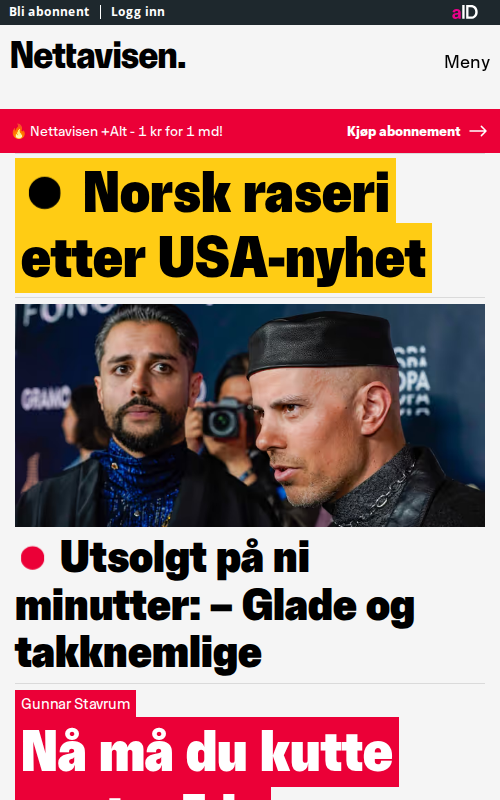 Bli abonnent
Logg inn
aID
Nettavisen.
Meny
Nettavisen +Alt - 1 kr for 1 md!
Kjøp abonnement
Norsk raseri
etter USA-nyhet
Utsolgt på ni
minutter: – Glade og
takknemlige
Gunnar Stavrum
Nå må du kutte